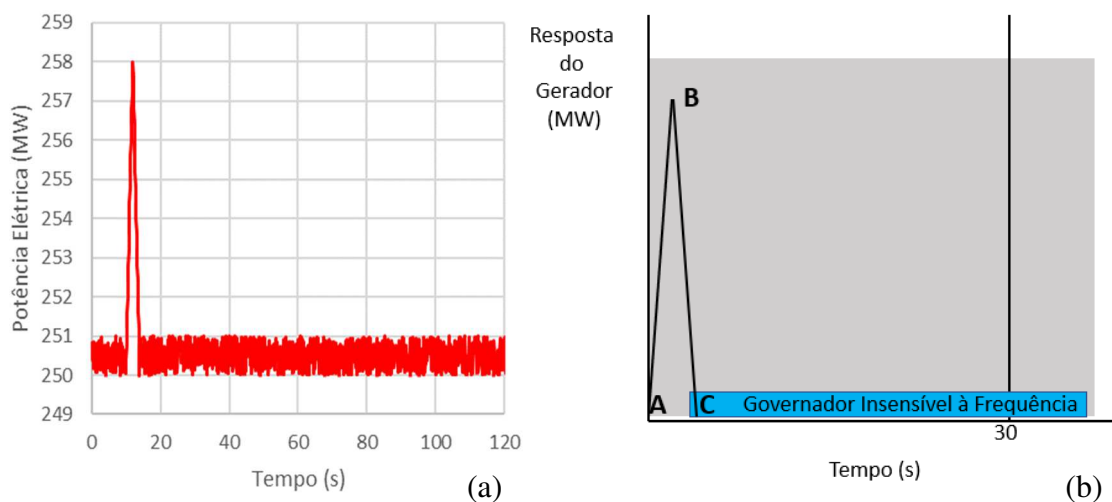 259
258
257
256
255
254
253
252
251
250
249
Potência Elétrica (MW)
0
20
40
60
80
100
120
Tempo (s)
(a)
Resposta
do
Gerador
(MW)
B
A
C
Governador Insensível à Frequência
30
Tempo (s)
(b)